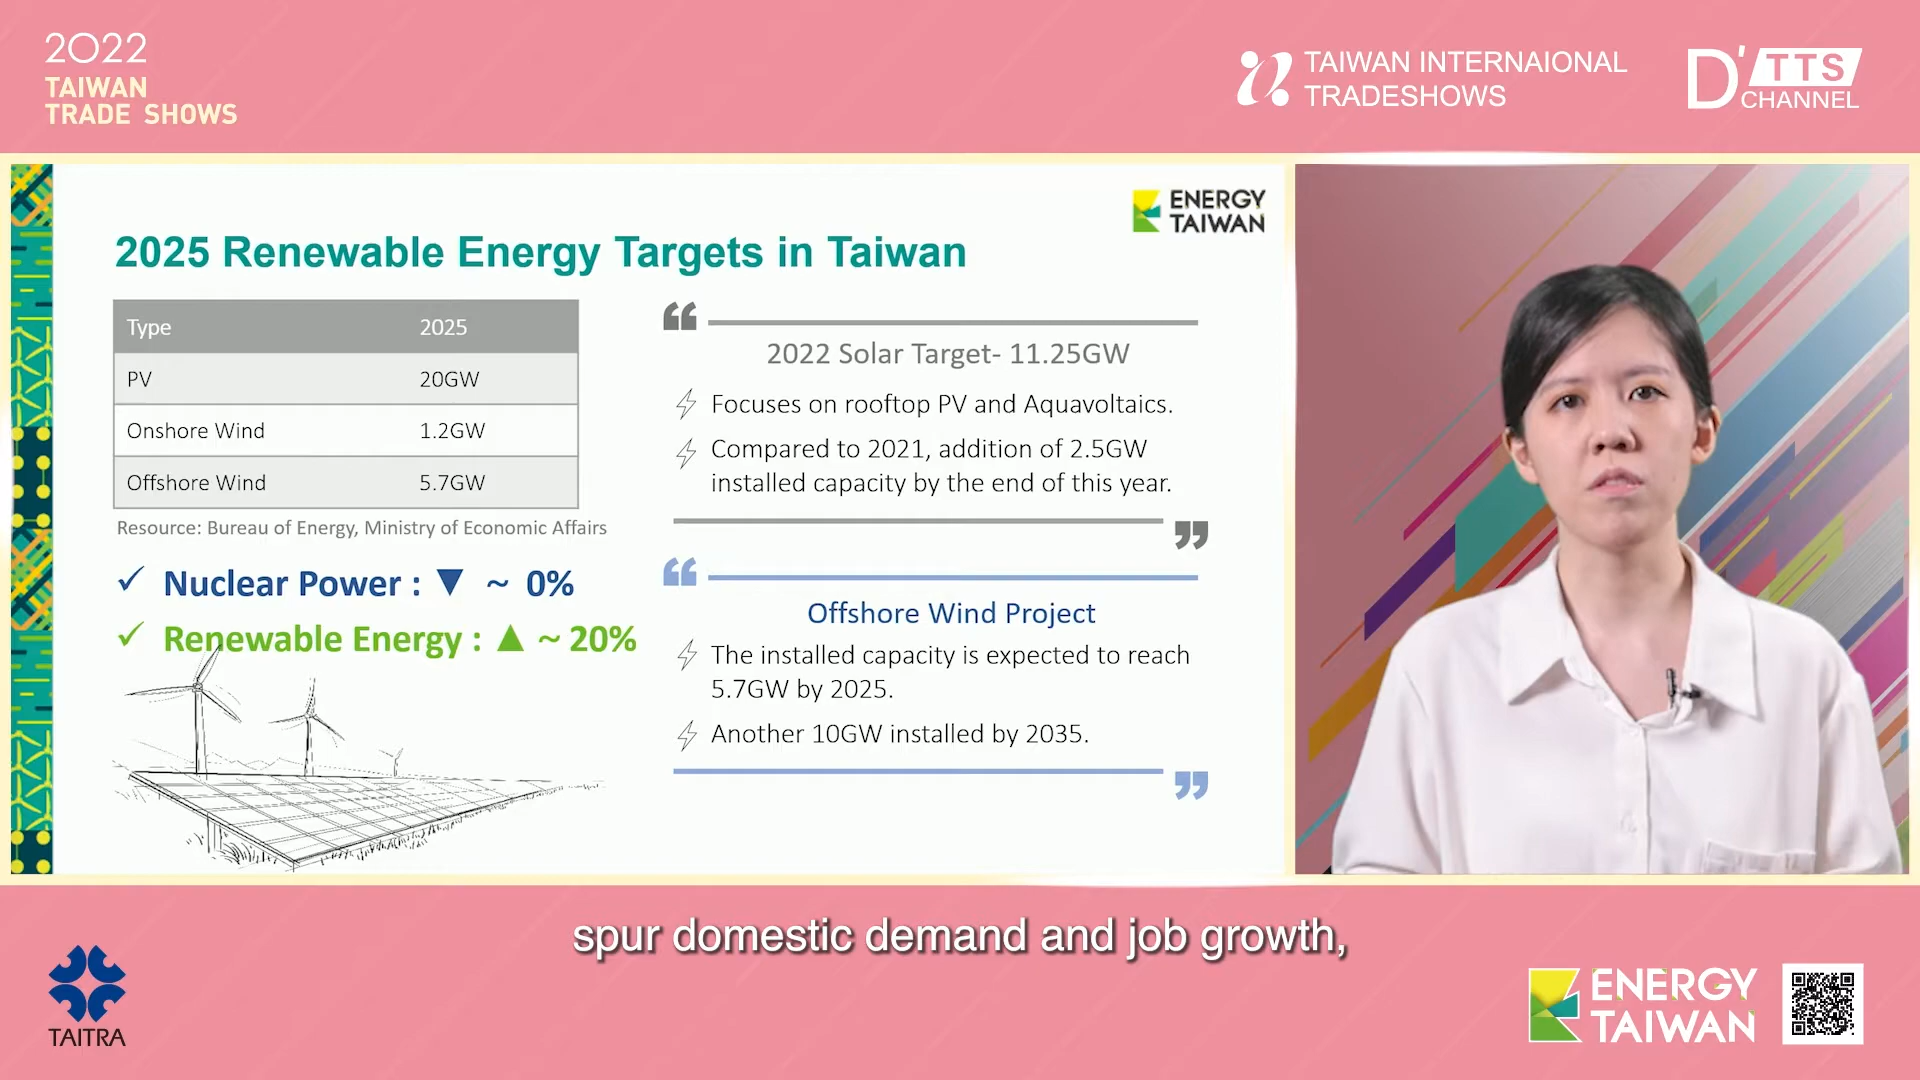 2022
TAIWAN
TRADE SHOWS
TAIWAN INTERNAIONAL
TRADESHOWS
D' TTS
CHANNEL
ENERGY
TAIWAN
2025 Renewable Energy Targets in Taiwan
Type 2025
PV 20GW
Onshore Wind 1.2GW
Offshore Wind 5.7GW
Resource: Bureau of Energy, Ministry of Economic Affairs
✓ Nuclear Power : ▼ ~ 0%
✓ Renewable Energy : ▲ ~ 20%
“
2022 Solar Target- 11.25GW
Focuses on rooftop PV and Aquavoltaics.
Compared to 2021, addition of 2.5GW
installed capacity by the end of this year.
”
“
Offshore Wind Project
The installed capacity is expected to reach
5.7GW by 2025.
Another 10GW installed by 2035.
”
spur domestic demand and job growth,
TAITRA
ENERGY
TAIWAN